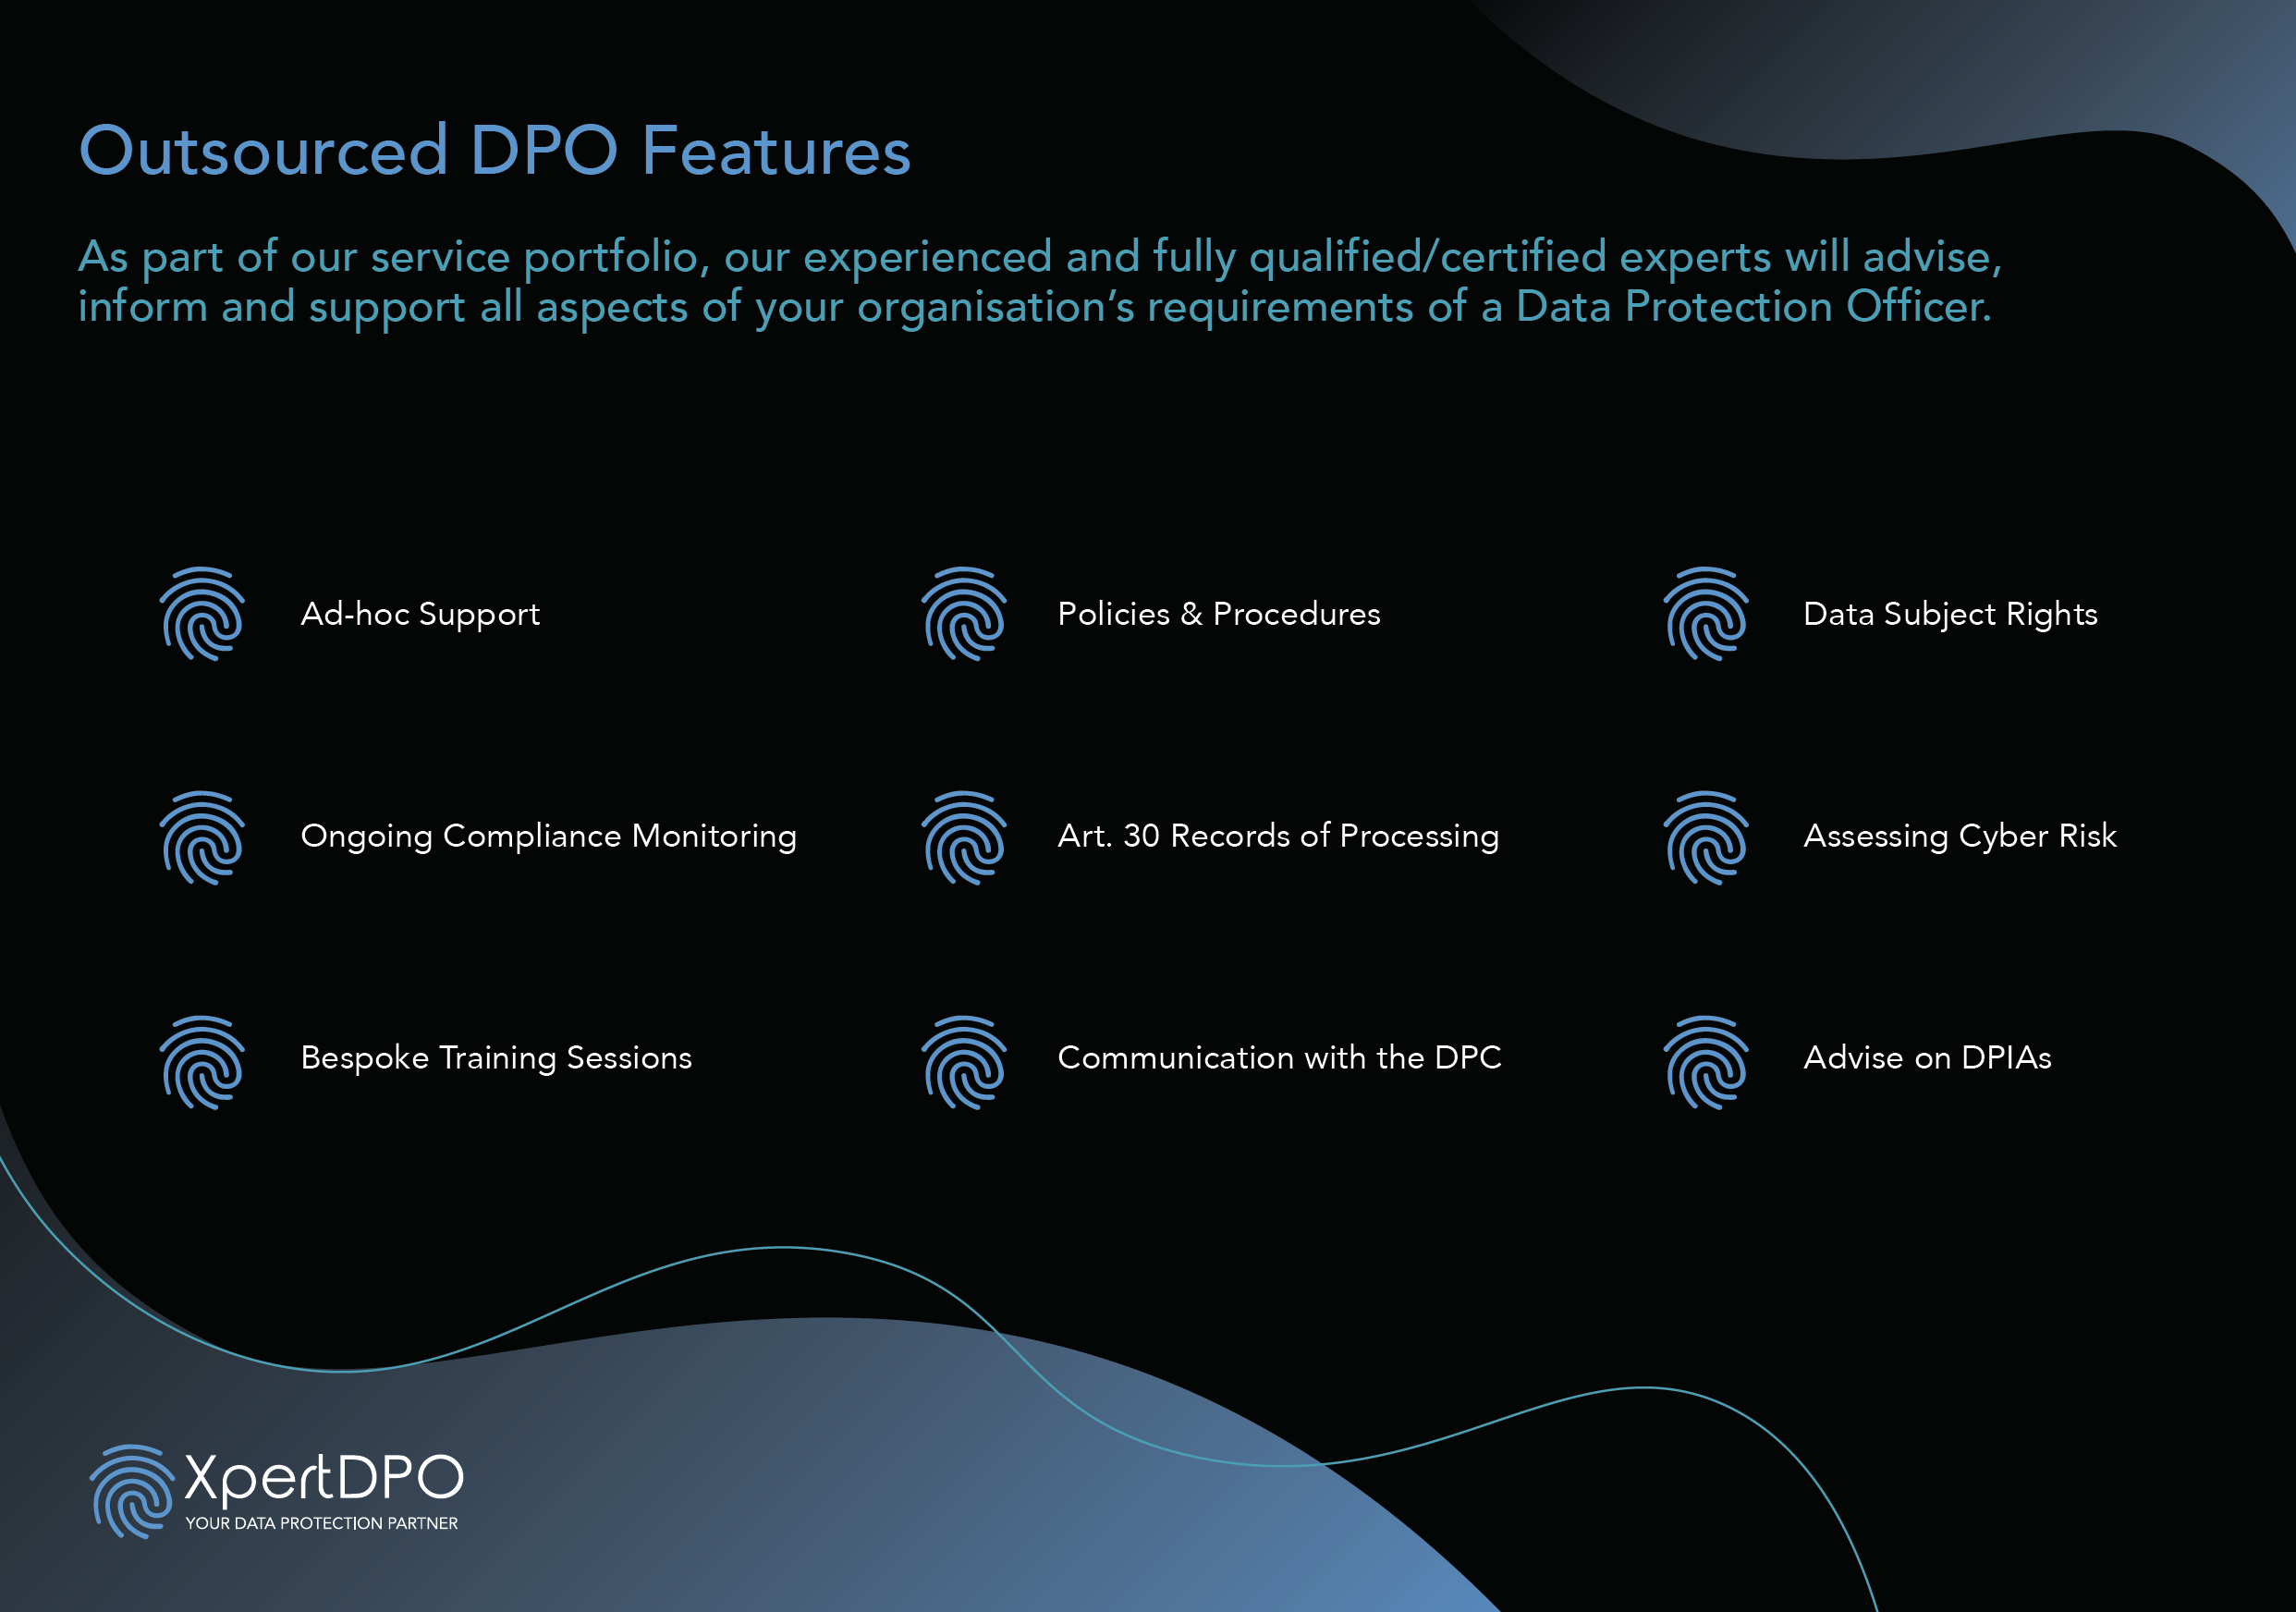 Outsourced DPO Features
As part of our service portfolio, our experienced and fully qualified/certified experts will advise,
inform and support all aspects of your organisation’s requirements of a Data Protection Officer.
Ad-hoc Support
Policies & Procedures
Data Subject Rights
Ongoing Compliance Monitoring
Art. 30 Records of Processing
Assessing Cyber Risk
Bespoke Training Sessions
Communication with the DPC
Advise on DPIAs
XpertDPO
YOUR DATA PROTECTION PARTNER